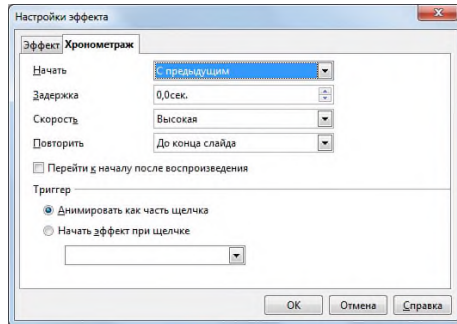 Настройки эффекта
Эффект Хронометраж
Начать С предыдущим
Задержка 0,0сек.
Скорость Высокая
Повторить До конца слайда
Перейти к началу после воспроизведения
Триггер
Анимировать как часть щелчка
Начать эффект при щелчке
ОК Отмена Справка